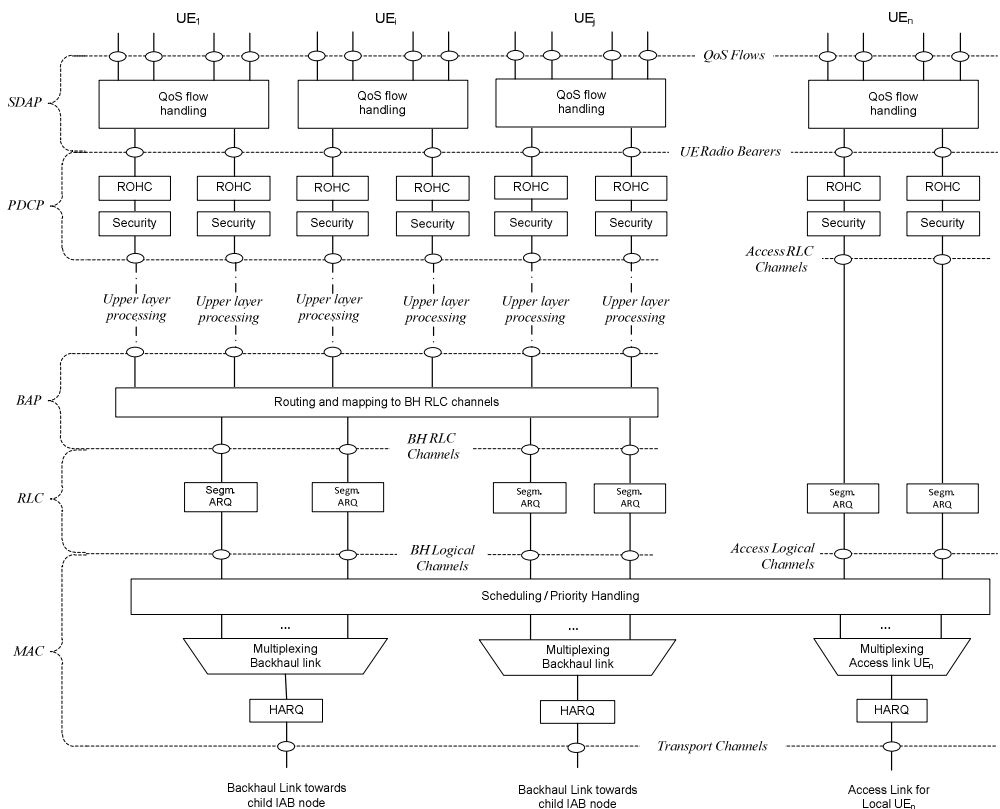 UE1 UEi UEj UEn
QoS Flows
SDAP
QoS flow
handling
QoS flow
handling
QoS flow
handling
QoS flow
handling
UE Radio Bearers
PDCP
ROHC ROHC ROHC ROHC ROHC ROHC ROHC ROHC
Security Security Security Security Security Security Security Security
Access RLC
Channels
Upper layer
processing
Upper layer
processing
Upper layer
processing
Upper layer
processing
Upper layer
processing
Upper layer
processing
BAP
Routing and mapping to BH RLC channels
BH RLC
Channels
RLC
Segm.
ARQ
Segm.
ARQ
Segm.
ARQ
Segm.
ARQ
Segm.
ARQ
Segm.
ARQ
BH Logical
Channels
Access Logical
Channels
MAC
Scheduling / Priority Handling
... ... ...
Multiplexing
Backhaul link
Multiplexing
Backhaul link
Multiplexing
Access link UEn
HARQ HARQ HARQ
Transport Channels
Backhaul Link towards
child IAB node
Backhaul Link towards
child IAB node
Access Link for
Local UEn